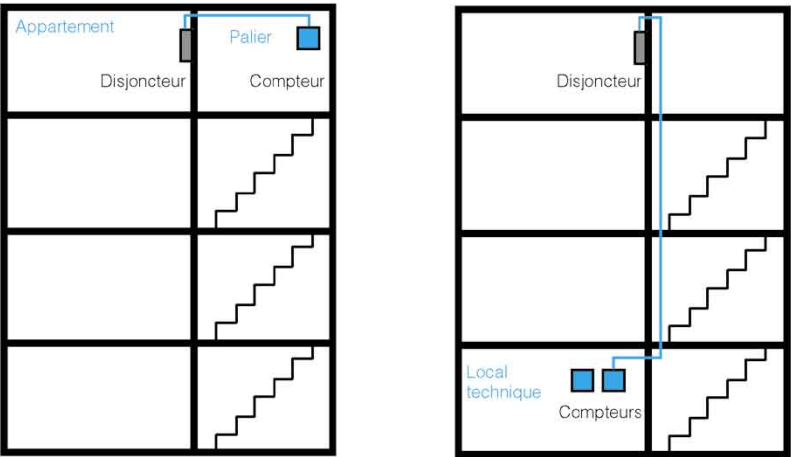 Appartement
Palier
Disjoncteur
Compteur
Disjoncteur
Local
technique
Compteurs